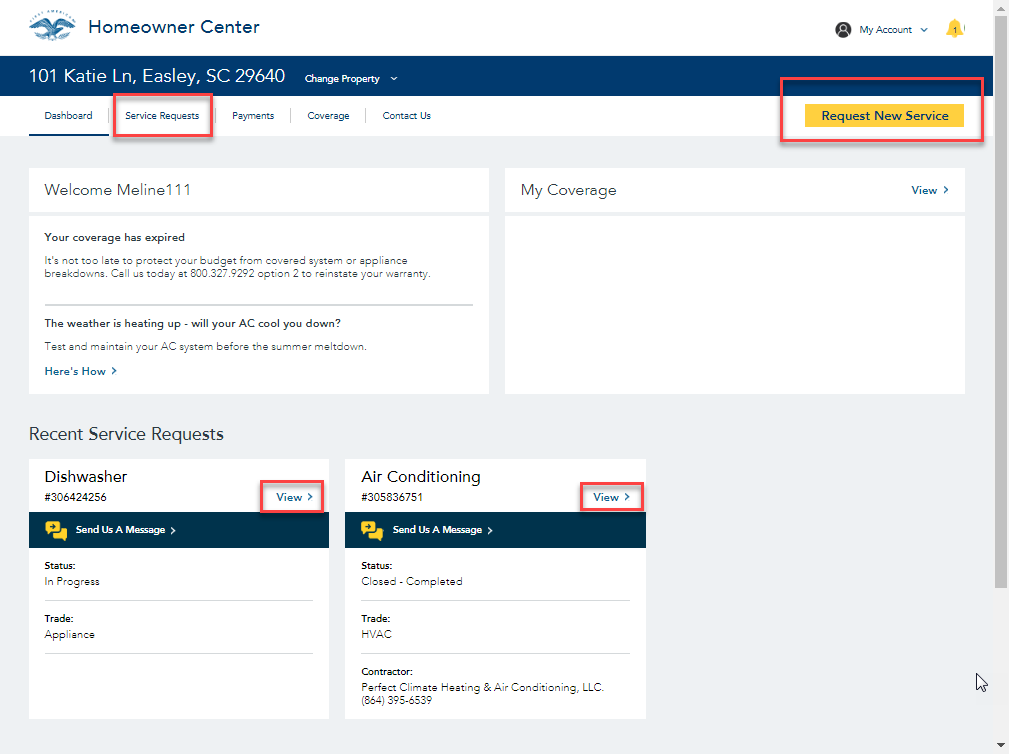 FIRST AMERICAN
Homeowner Center
My Account
1
101 Katie Ln, Easley, SC 29640
Change Property
Dashboard
Service Requests
Payments
Coverage
Contact Us
Request New Service
Welcome Meline111
Your coverage has expired
It's not too late to protect your budget from covered system or appliance
breakdowns. Call us today at 800.327.9292 option 2 to reinstate your warranty.
The weather is heating up - will your AC cool you down?
Test and maintain your AC system before the summer meltdown.
Here's How >
My Coverage
View >
Recent Service Requests
Dishwasher
#306424256
View >
Send Us A Message >
Status:
In Progress
Trade:
Appliance
Air Conditioning
#305836751
View >
Send Us A Message >
Status:
Closed - Completed
Trade:
HVAC
Contractor:
Perfect Climate Heating & Air Conditioning, LLC.
(864) 395-6539